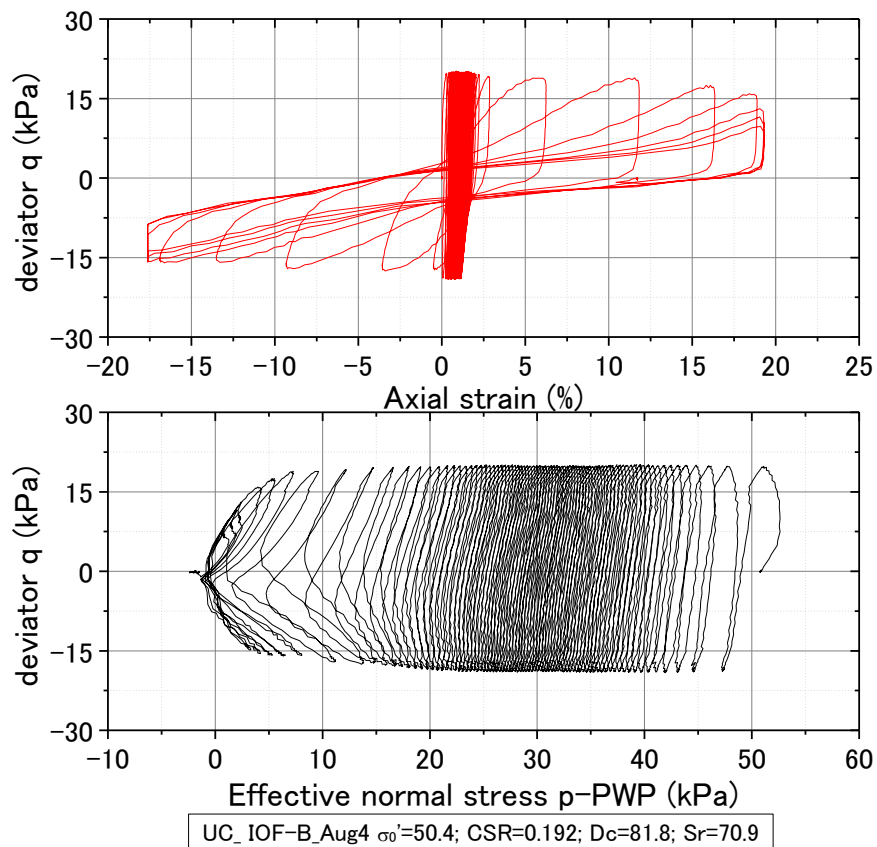 30
15
0
−15
−30
deviator q (kPa)
−20 −15 −10 −5 0 5 10 15 20 25
Axial strain (%)
30
15
0
−15
−30
deviator q (kPa)
−10 0 10 20 30 40 50 60
Effective normal stress p-PWP (kPa)
UC_ IOF-B_Aug4 σ₀'=50.4; CSR=0.192; Dc=81.8; Sr=70.9